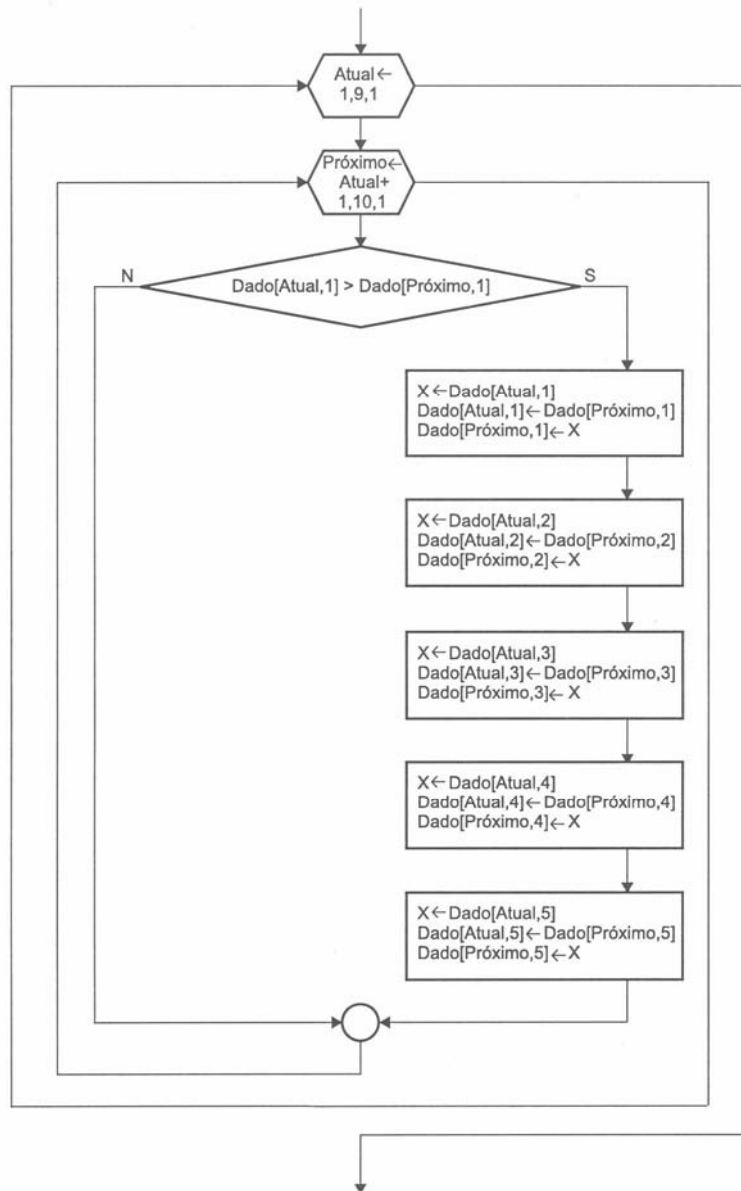 Atual←
1,9,1
Próximo←
Atual+
1,10,1
N
Dado[Atual,1] > Dado[Próximo,1]
S
X←Dado[Atual,1]
Dado[Atual,1]←Dado[Próximo,1]
Dado[Próximo,1]←X
X←Dado[Atual,2]
Dado[Atual,2]←Dado[Próximo,2]
Dado[Próximo,2]←X
X←Dado[Atual,3]
Dado[Atual,3]←Dado[Próximo,3]
Dado[Próximo,3]←X
X←Dado[Atual,4]
Dado[Atual,4]←Dado[Próximo,4]
Dado[Próximo,4]←X
X←Dado[Atual,5]
Dado[Atual,5]←Dado[Próximo,5]
Dado[Próximo,5]←X